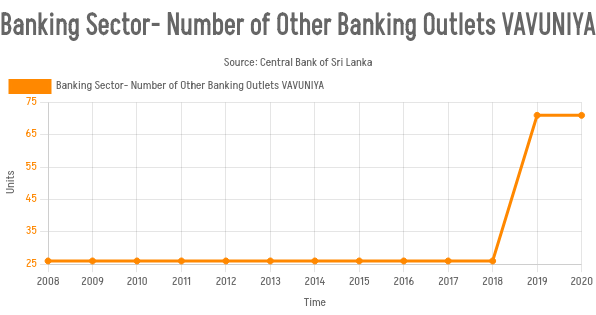 Banking Sector- Number of Other Banking Outlets VAVUNIYA
Source: Central Bank of Sri Lanka
Banking Sector- Number of Other Banking Outlets VAVUNIYA
75
65
55
45
35
25
Units
2008 2009 2010 2011 2012 2013 2014 2015 2016 2017 2018 2019 2020
Time